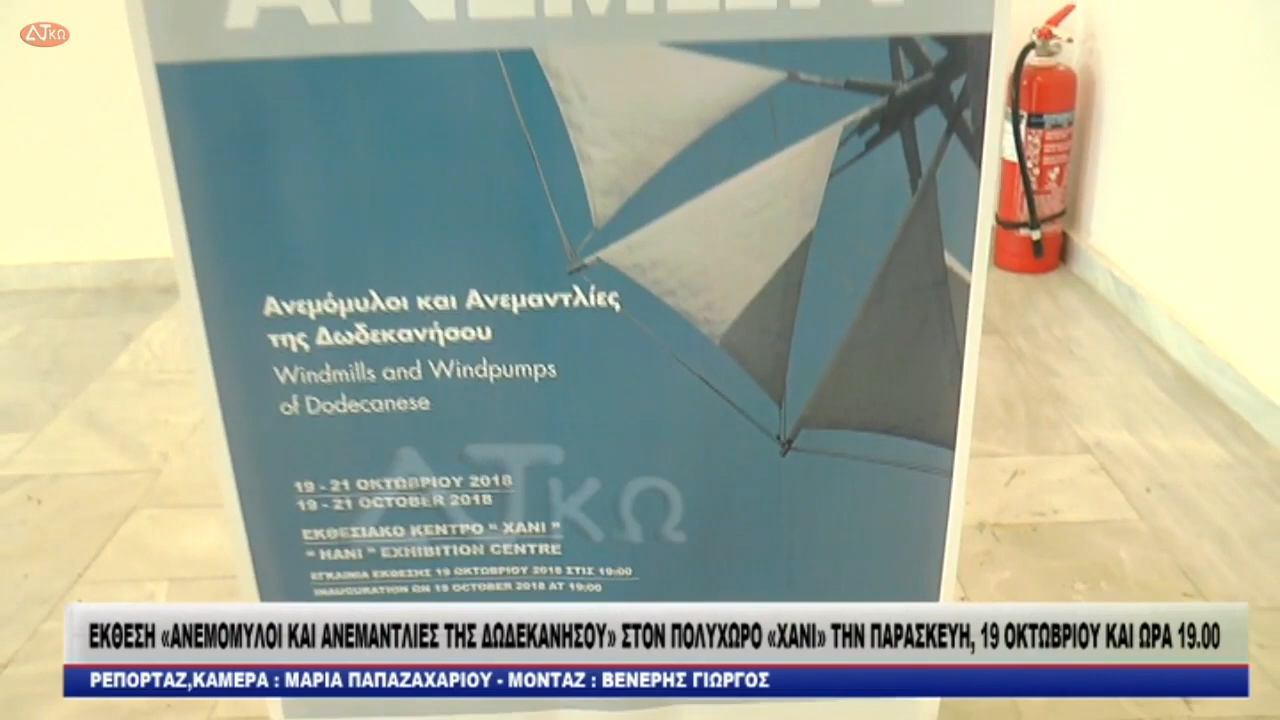 ΔTΚΩ
ΑΝΕΜΩΝ
Ανεμόμυλοι και Ανεμαντλίες
της Δωδεκανήσου
Windmills and Windpumps
of Dodecanese
ΔTΚΩ
19 - 21 ΟΚΤΩΒΡΙΟΥ 2018
19 - 21 OCTOBER 2018
ΕΚΘΕΣΙΑΚΟ ΚΕΝΤΡΟ " ΧΑΝΙ "
" HANI " EXHIBITION CENTRE
ΕΓΚΑΙΝΙΑ ΕΚΘΕΣΗΣ 19 ΟΚΤΩΒΡΙΟΥ 2018 ΣΤΙΣ 19:00
INAUGURATION ON 19 OCTOBER 2018 AT 19:00
ΕΚΘΕΣΗ «ΑΝΕΜΟΜΥΛΟΙ ΚΑΙ ΑΝΕΜΑΝΤΛΙΕΣ ΤΗΣ ΔΩΔΕΚΑΝΗΣΟΥ» ΣΤΟΝ ΠΟΛΥΧΩΡΟ «ΧΑΝΙ» ΤΗΝ ΠΑΡΑΣΚΕΥΗ, 19 ΟΚΤΩΒΡΙΟΥ ΚΑΙ ΩΡΑ 19.00
ΡΕΠΟΡΤΑΖ,ΚΑΜΕΡΑ : ΜΑΡΙΑ ΠΑΠΑΖΑΧΑΡΙΟΥ - ΜΟΝΤΑΖ : ΒΕΝΕΡΗΣ ΓΙΩΡΓΟΣ